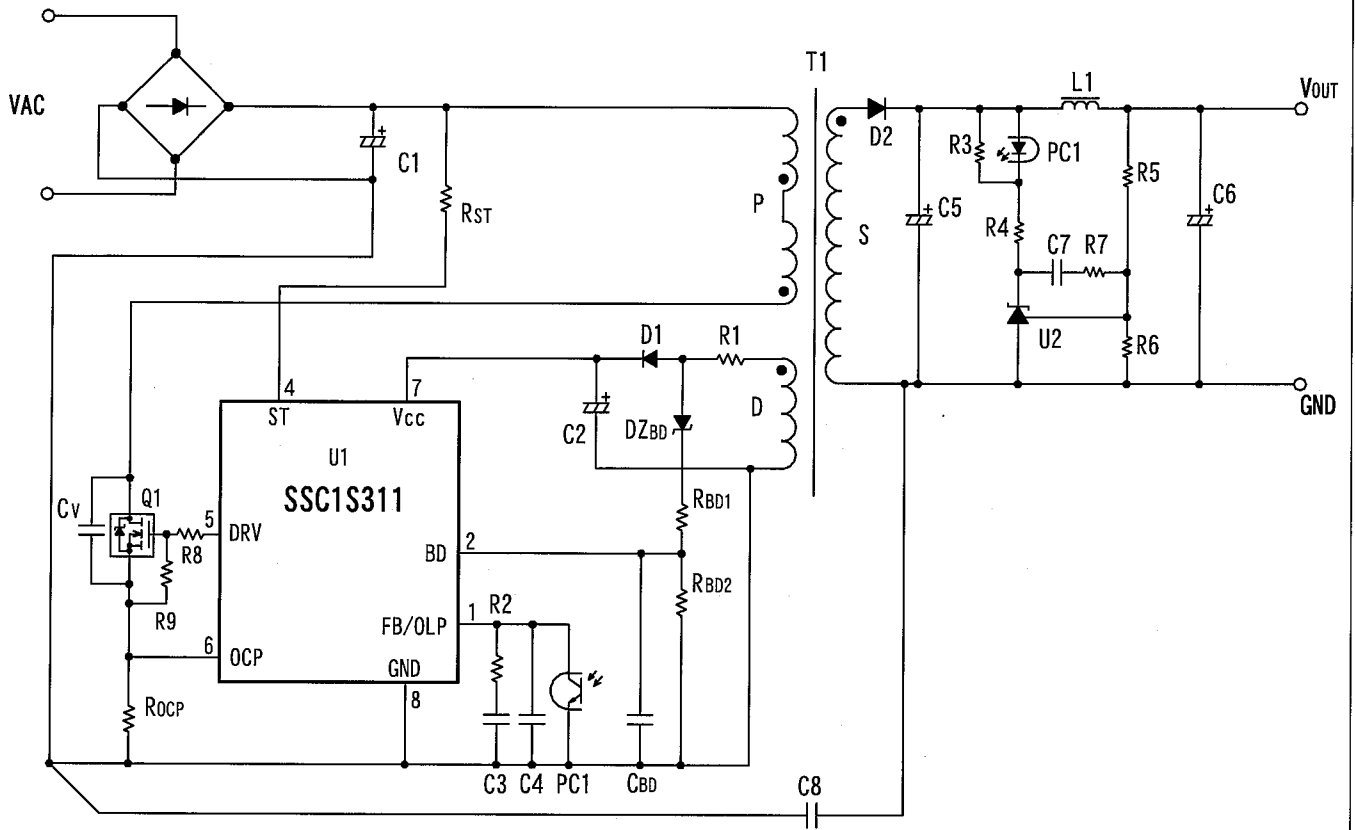 T1
VAC
VOUT
L1
D2
R3
PC1
R5
C1
RST
P
S
C5
R4
C6
C7 R7
U2
R6
D1
R1
D
GND
4
ST
7
Vcc
C2
DZBD
U1
SSC1S311
CV
Q1
5
DRV
R8
R9
BD
2
RBD1
RBD2
FB/OLP
1
R2
6
OCP
GND
8
ROCP
C3
C4
PC1
CBD
C8